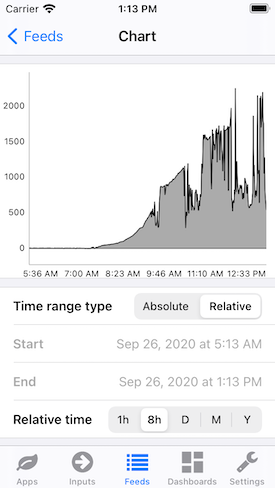 Carrier 1:13 PM
Feeds Chart
2000
1500
1000
500
0
5:36 AM 7:00 AM 8:23 AM 9:46 AM 11:10 AM 12:33 PM
Time range type Absolute Relative
Start Sep 26, 2020 at 5:13 AM
End Sep 26, 2020 at 1:13 PM
Relative time 1h 8h D M Y
Apps Inputs Feeds Dashboards Settings